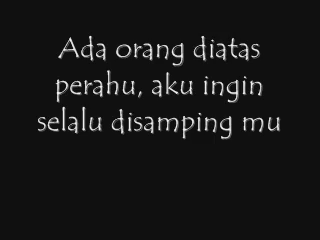 Ada orang diatas
perahu, aku ingin
selalu disamping mu